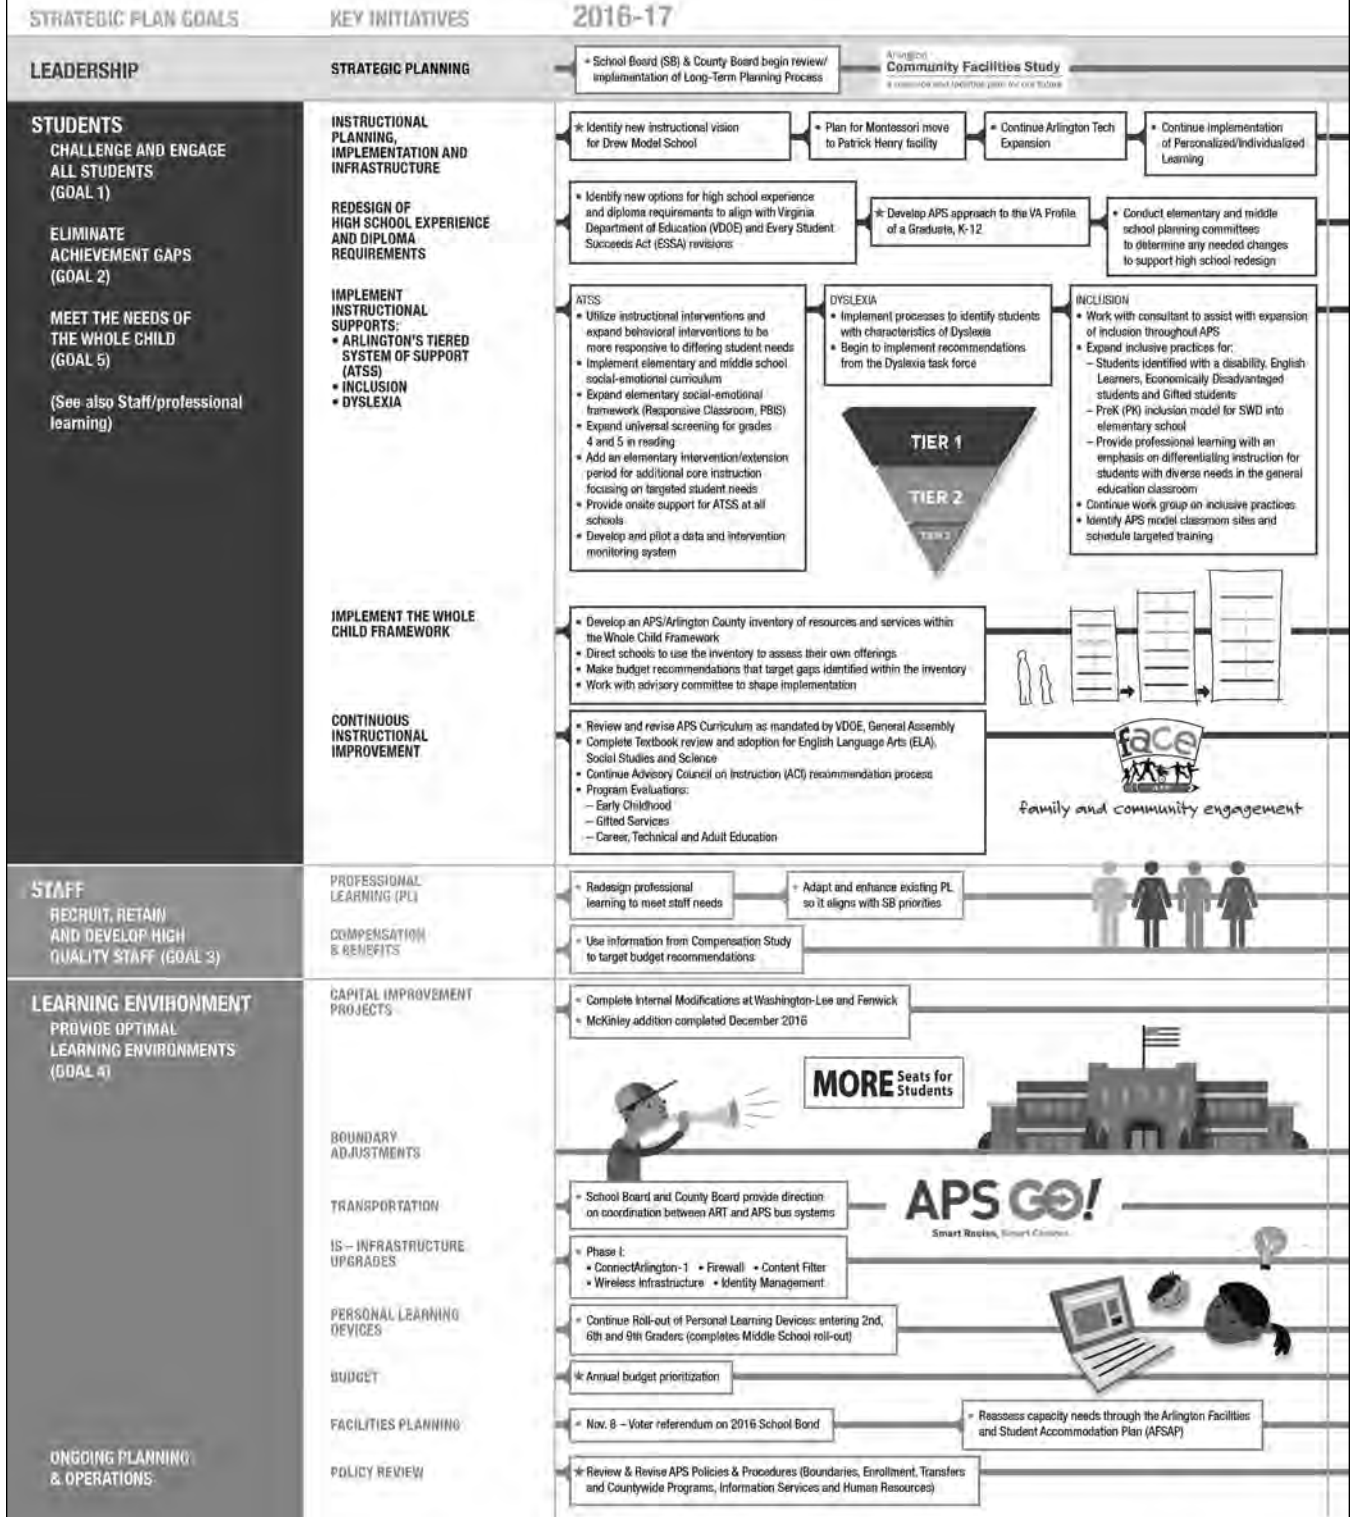 STRATEGIC PLAN GOALS
KEY INITIATIVES
2016-17
LEADERSHIP
STRATEGIC PLANNING
• School Board (SB) & County Board begin review/
implementation of Long-Term Planning Process
Arlington
Community Facilities Study
a resource and facilities plan for our future
STUDENTS
CHALLENGE AND ENGAGE
ALL STUDENTS
(GOAL 1)
ELIMINATE
ACHIEVEMENT GAPS
(GOAL 2)
MEET THE NEEDS OF
THE WHOLE CHILD
(GOAL 5)
(See also Staff/professional
learning)
INSTRUCTIONAL
PLANNING,
IMPLEMENTATION AND
INFRASTRUCTURE
★ Identify new instructional vision
for Drew Model School
• Plan for Montessori move
to Patrick Henry facility
• Continue Arlington Tech
Expansion
• Continue implementation
of Personalized/Individualized
Learning
REDESIGN OF
HIGH SCHOOL EXPERIENCE
AND DIPLOMA
REQUIREMENTS
• Identify new options for high school experience
and diploma requirements to align with Virginia
Department of Education (VDOE) and Every Student
Succeeds Act (ESSA) revisions
★ Develop APS approach to the VA Profile
of a Graduate, K-12
• Conduct elementary and middle
school planning committees
to determine any needed changes
to support high school redesign
IMPLEMENT
INSTRUCTIONAL
SUPPORTS:
• ARLINGTON'S TIERED
SYSTEM OF SUPPORT
(ATSS)
• INCLUSION
• DYSLEXIA
ATSS
• Utilize instructional interventions and
expand behavioral interventions to be
more responsive to differing student needs
• Implement elementary and middle school
social-emotional curriculum
• Expand elementary social-emotional
framework (Responsive Classroom, PBIS)
• Expand universal screening for grades
4 and 5 in reading
• Add an elementary intervention/extension
period for additional core instruction
focusing on targeted student needs
• Provide onsite support for ATSS at all
schools
• Develop and pilot a data and intervention
monitoring system
DYSLEXIA
• Implement processes to identify students
with characteristics of Dyslexia
• Begin to implement recommendations
from the Dyslexia task force
TIER 1
TIER 2
TIER 3
INCLUSION
• Work with consultant to assist with expansion
of inclusion throughout APS
• Expand inclusive practices for:
– Students identified with a disability, English
Learners, Economically Disadvantaged
students and Gifted students
– PreK (PK) inclusion model for SWD into
elementary school
– Provide professional learning with an
emphasis on differentiating instruction for
students with diverse needs in the general
education classroom
• Continue work group on inclusive practices
• Identify APS model classroom sites and
schedule targeted training
IMPLEMENT THE WHOLE
CHILD FRAMEWORK
• Develop an APS/Arlington County inventory of resources and services within
the Whole Child Framework
• Direct schools to use the inventory to assess their own offerings
• Make budget recommendations that target gaps identified within the inventory
• Work with advisory committee to shape implementation
CONTINUOUS
INSTRUCTIONAL
IMPROVEMENT
• Review and revise APS Curriculum as mandated by VDOE, General Assembly
• Complete Textbook review and adoption for English Language Arts (ELA),
Social Studies and Science
• Continue Advisory Council on Instruction (ACI) recommendation process
• Program Evaluations:
– Early Childhood
– Gifted Services
– Career, Technical and Adult Education
face
family and community engagement
STAFF
RECRUIT, RETAIN
AND DEVELOP HIGH
QUALITY STAFF (GOAL 3)
PROFESSIONAL
LEARNING (PL)
• Redesign professional
learning to meet staff needs
• Adapt and enhance existing PL
so it aligns with SB priorities
COMPENSATION
& BENEFITS
• Use information from Compensation Study
to target budget recommendations
LEARNING ENVIRONMENT
PROVIDE OPTIMAL
LEARNING ENVIRONMENTS
(GOAL 4)
CAPITAL IMPROVEMENT
PROJECTS
• Complete Internal Modifications at Washington-Lee and Fenwick
• McKinley addition completed December 2016
MORE Seats for
Students
BOUNDARY
ADJUSTMENTS
TRANSPORTATION
• School Board and County Board provide direction
on coordination between ART and APS bus systems
APS GO!
Smart Routes, Smart Choices
IS – INFRASTRUCTURE
UPGRADES
• Phase I:
• ConnectArlington-1 • Firewall • Content Filter
• Wireless Infrastructure • Identity Management
PERSONAL LEARNING
DEVICES
• Continue Roll-out of Personal Learning Devices: entering 2nd,
6th and 9th Graders (completes Middle School roll-out)
BUDGET
★ Annual budget prioritization
FACILITIES PLANNING
• Nov. 8 – Voter referendum on 2016 School Bond
• Reassess capacity needs through the Arlington Facilities
and Student Accommodation Plan (AFSAP)
ONGOING PLANNING
& OPERATIONS
POLICY REVIEW
★ Review & Revise APS Policies & Procedures (Boundaries, Enrollment, Transfers
and Countywide Programs, Information Services and Human Resources)